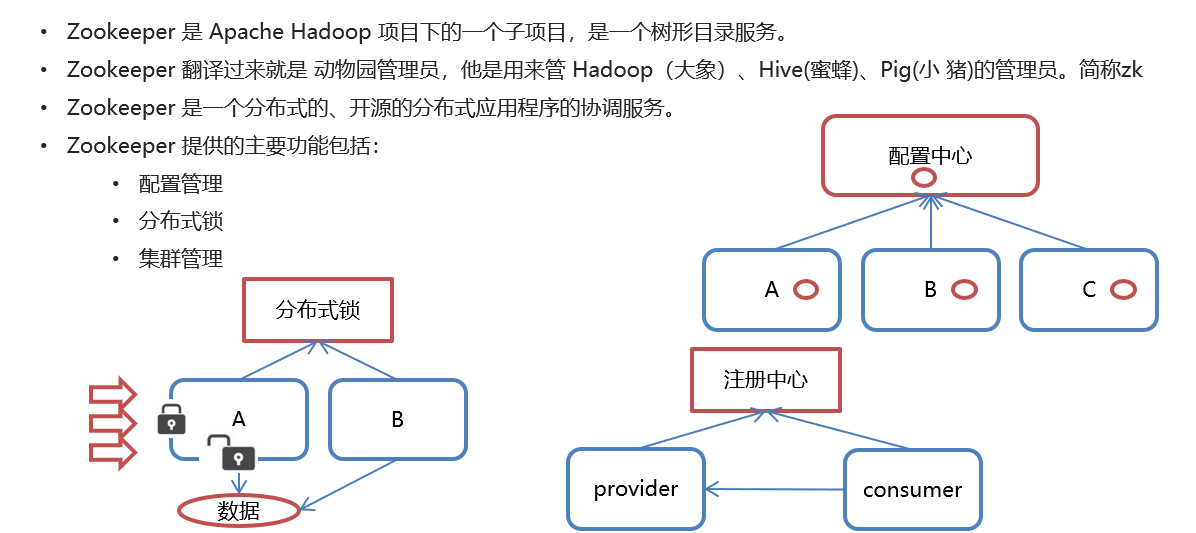 • Zookeeper 是 Apache Hadoop 项目下的一个子项目，是一个树形目录服务。
• Zookeeper 翻译过来就是 动物园管理员，他是用来管 Hadoop（大象）、Hive(蜜蜂)、Pig(小 猪)的管理员。简称zk
• Zookeeper 是一个分布式的、开源的分布式应用程序的协调服务。
• Zookeeper 提供的主要功能包括：
• 配置管理
• 分布式锁
• 集群管理
配置中心
A
B
C
分布式锁
A
B
数据
注册中心
provider
consumer